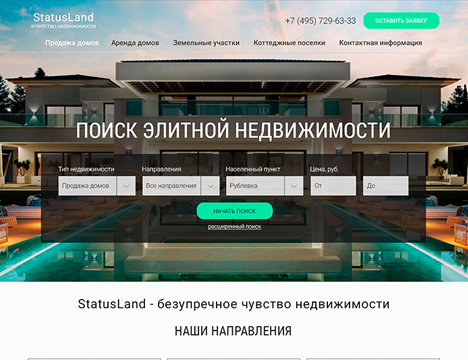 StatusLand
агентство недвижимости
+7 (495) 729-63-33
ОСТАВИТЬ ЗАЯВКУ
Продажа домов Аренда домов Земельные участки Коттеджные поселки Контактная информация
ПОИСК ЭЛИТНОЙ НЕДВИЖИМОСТИ
Тип недвижимости Направления Населенный пункт Цена, руб.
Продажа домов Все направления Рублевка От До
НАЧАТЬ ПОИСК
расширенный поиск
StatusLand - безупречное чувство недвижимости
НАШИ НАПРАВЛЕНИЯ